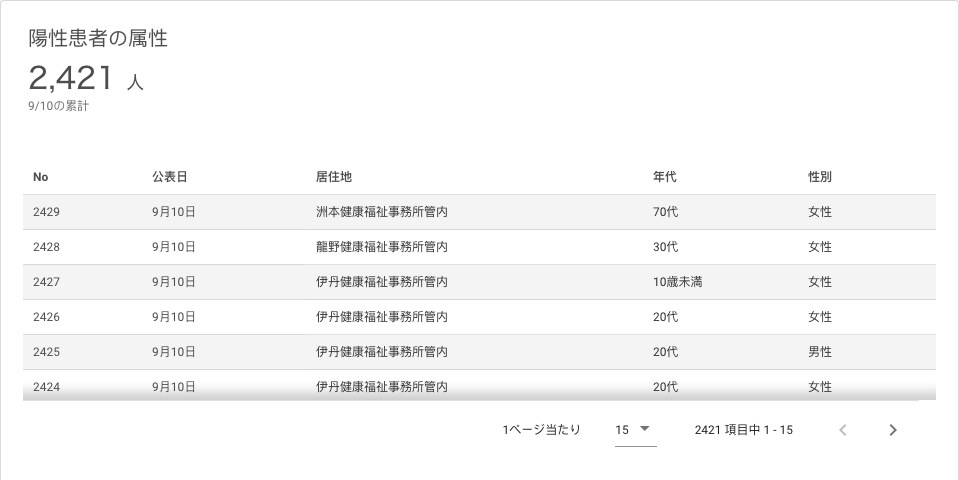 陽性患者の属性
2,421 人
9/10の累計
No 公表日 居住地 年代 性別
2429 9月10日 洲本健康福祉事務所管内 70代 女性
2428 9月10日 龍野健康福祉事務所管内 30代 女性
2427 9月10日 伊丹健康福祉事務所管内 10歳未満 女性
2426 9月10日 伊丹健康福祉事務所管内 20代 女性
2425 9月10日 伊丹健康福祉事務所管内 20代 男性
2424 9月10日 伊丹健康福祉事務所管内 20代 女性
1ページ当たり 15 2421 項目中 1 - 15